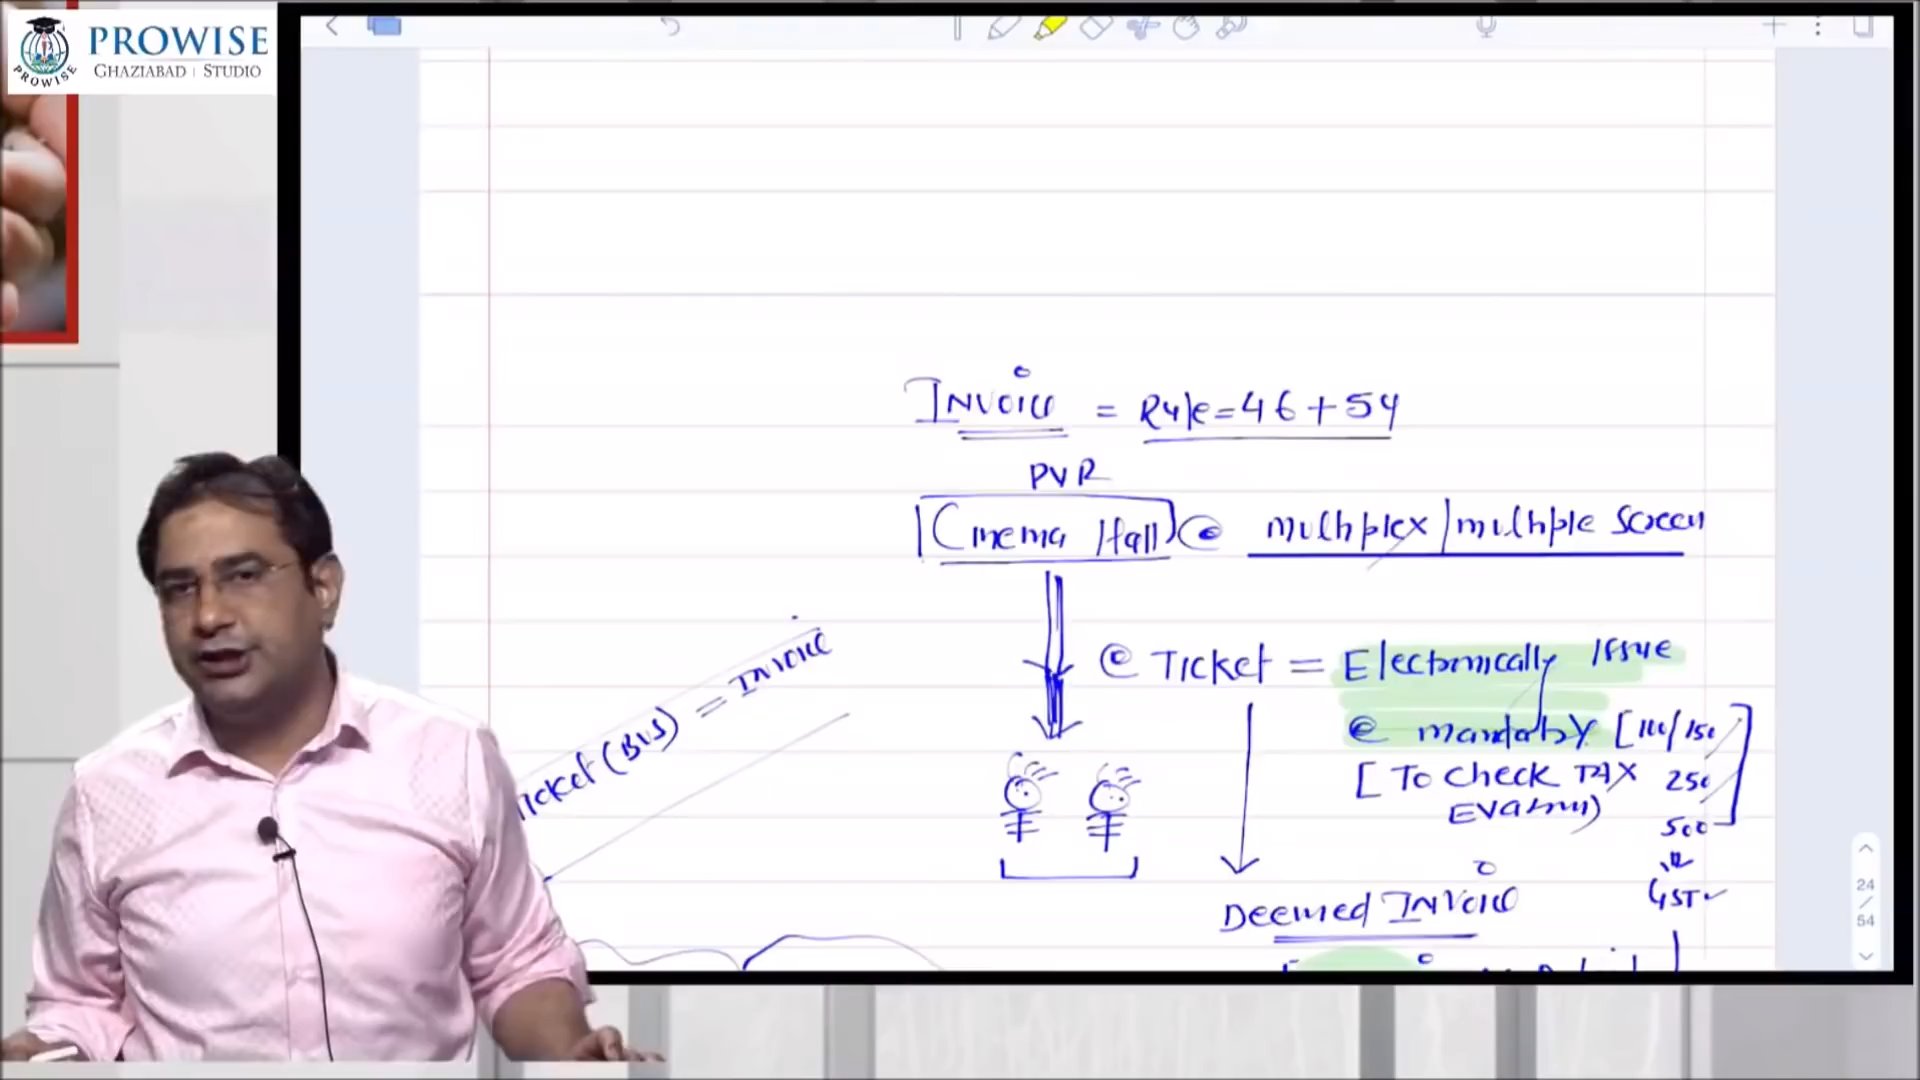 PROWISE
GHAZIABAD | STUDIO
PROWISE
INVOICE = Rule=46+54
PVR
Cinema Hall @ multiplex/multiple screen
@ TICKET = Electronically ISSUE
@ mandatory [100/150
[To check TAX 250
EVASION) 500
GST
Ticket (BUS) = INVOICE
DEEMED INVOICE
24
/
54